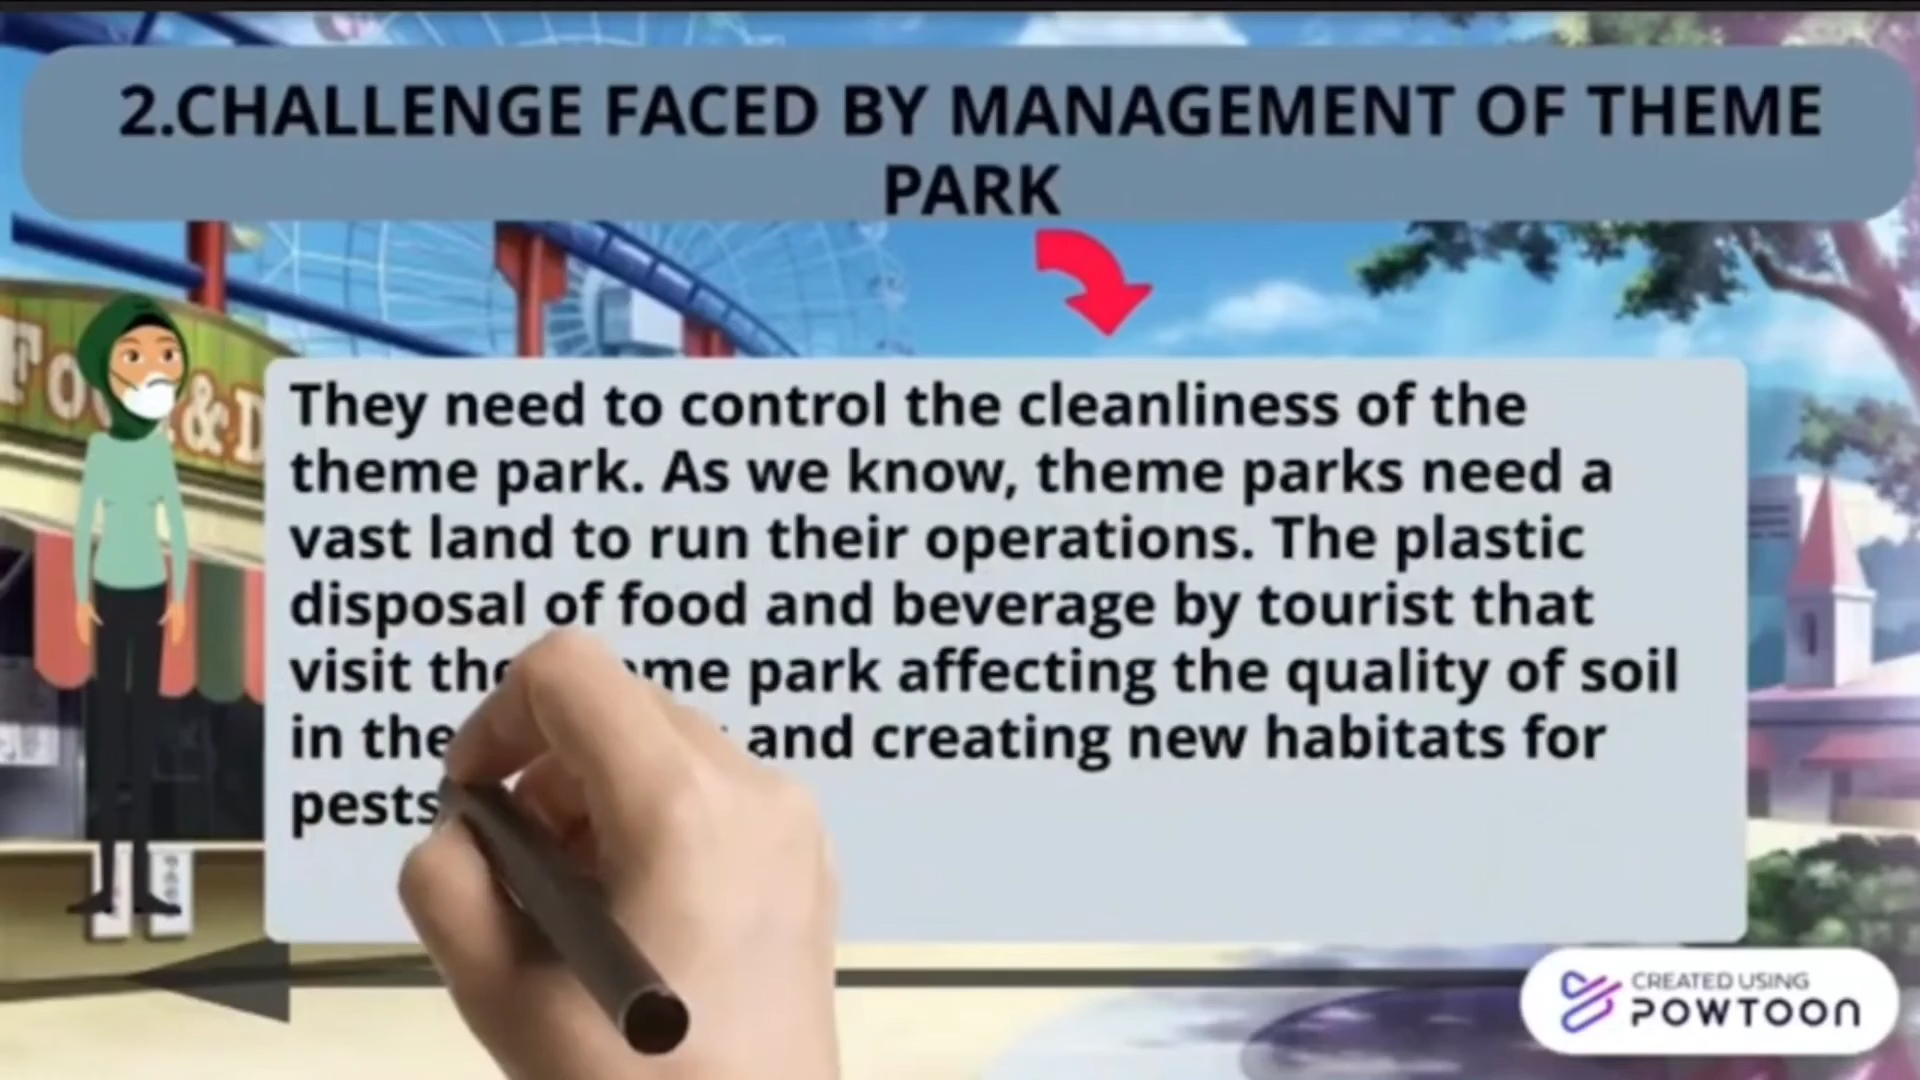 2.CHALLENGE FACED BY MANAGEMENT OF THEME
PARK
They need to control the cleanliness of the
theme park. As we know, theme parks need a
vast land to run their operations. The plastic
disposal of food and beverage by tourist that
visit the park affecting the quality of soil
in the and creating new habitats for
pests
CREATED USING
POWTOON